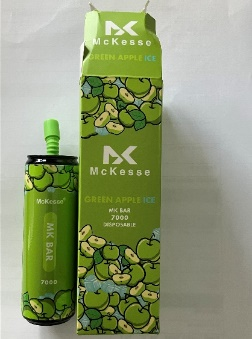 McKesse
GREEN APPLE ICE
McKesse
GREEN APPLE ICE
MK BAR
7000
DISPOSABLE
McKesse
MK BAR
7000